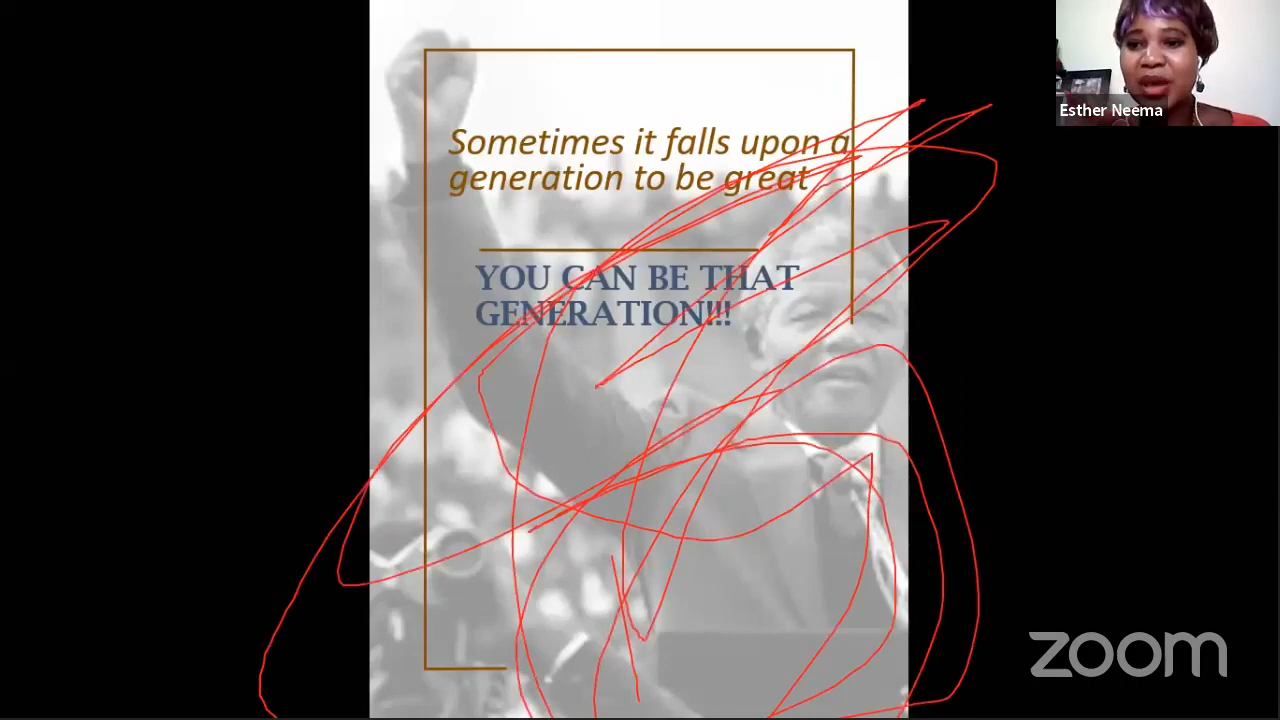 Esther Neema
Sometimes it falls upon a
generation to be great
YOU CAN BE THAT
GENERATION!!!
zoom